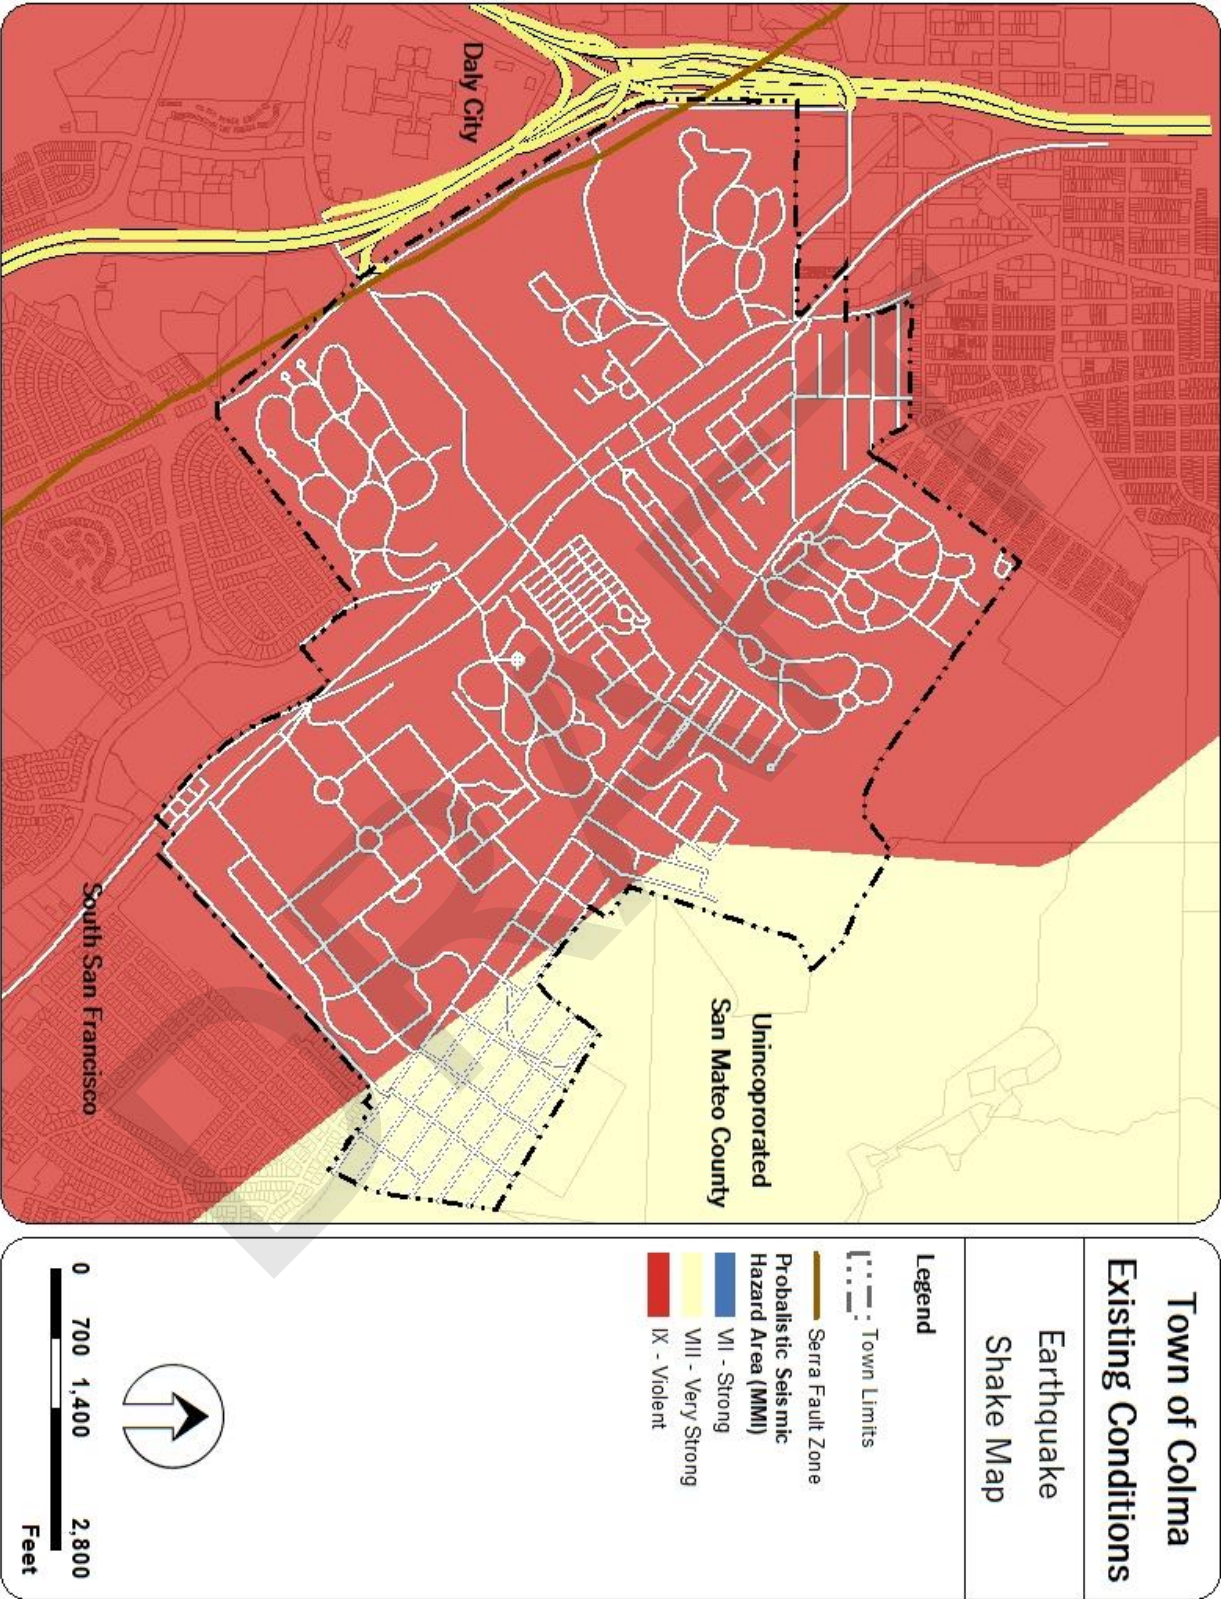 Town of Colma
Existing Conditions
Earthquake
Shake Map
Legend
Town Limits
Serra Fault Zone
Probalistic Seismic
Hazard Area (MMI)
VI - Strong
VIII - Very Strong
IX - Violent
0 700 1,400 2,800
Feet
Daly City
Unincoprorated
San Mateo County
South San Francisco
DRAFT